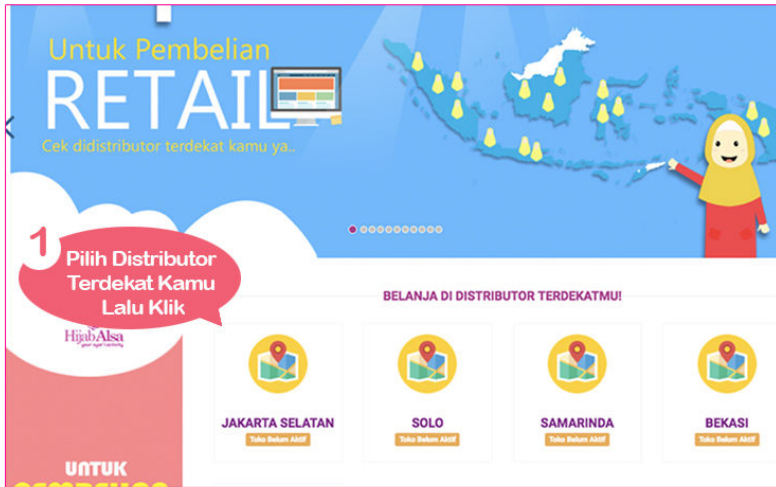 Untuk Pembelian
RETAIL
Cek didistributor terdekat kamu ya..
1
Pilih Distributor
Terdekat Kamu
Lalu Klik
BELANJA DI DISTRIBUTOR TERDEKATMU!
HijabAlsa
JAKARTA SELATAN
Toko Belum Aktif
SOLO
Toko Belum Aktif
SAMARINDA
Toko Belum Aktif
BEKASI
Toko Belum Aktif
UNTUK